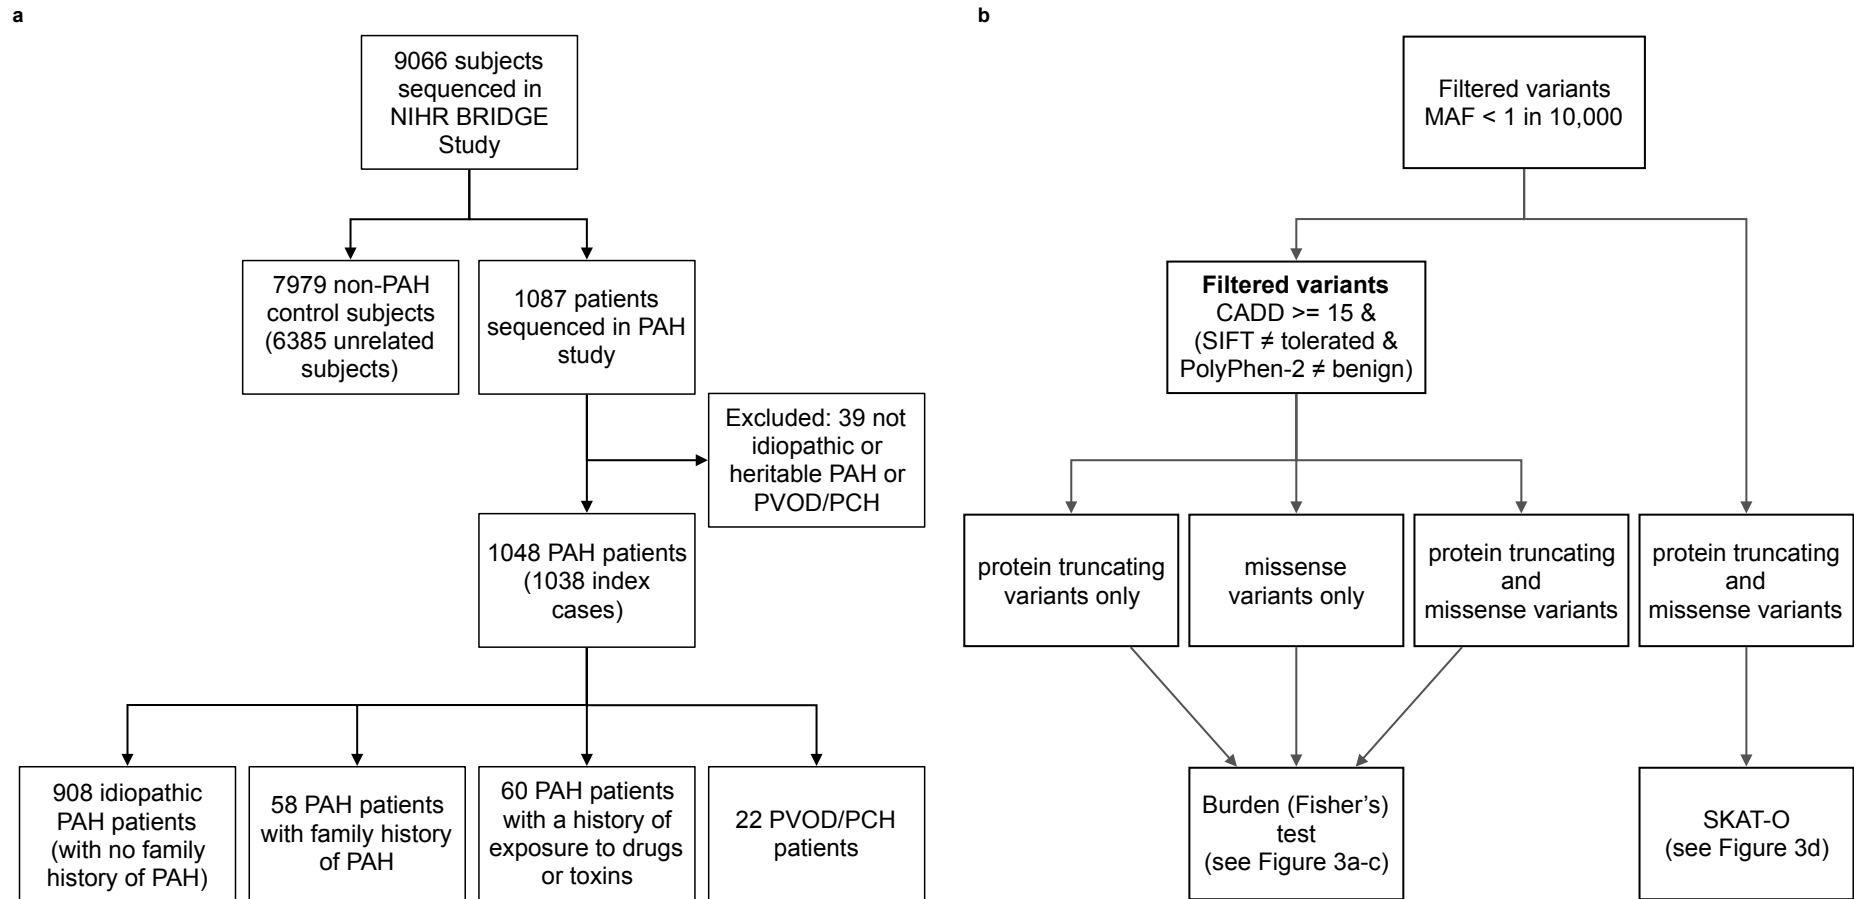 a
9066 subjects
sequenced in
NIHR BRIDGE
Study
7979 non-PAH
control subjects
(6385 unrelated
subjects)
1087 patients
sequenced in PAH
study
Excluded: 39 not
idiopathic or
heritable PAH or
PVOD/PCH
1048 PAH patients
(1038 index
cases)
908 idiopathic
PAH patients
(with no family
history of PAH)
58 PAH patients
with family history
of PAH
60 PAH patients
with a history of
exposure to drugs
or toxins
22 PVOD/PCH
patients
b
Filtered variants
MAF < 1 in 10,000
Filtered variants
CADD >= 15 &
(SIFT ≠ tolerated &
PolyPhen-2 ≠ benign)
protein truncating
variants only
missense
variants only
protein truncating
and
missense variants
protein truncating
and
missense variants
Burden (Fisher’s)
test
(see Figure 3a-c)
SKAT-O
(see Figure 3d)